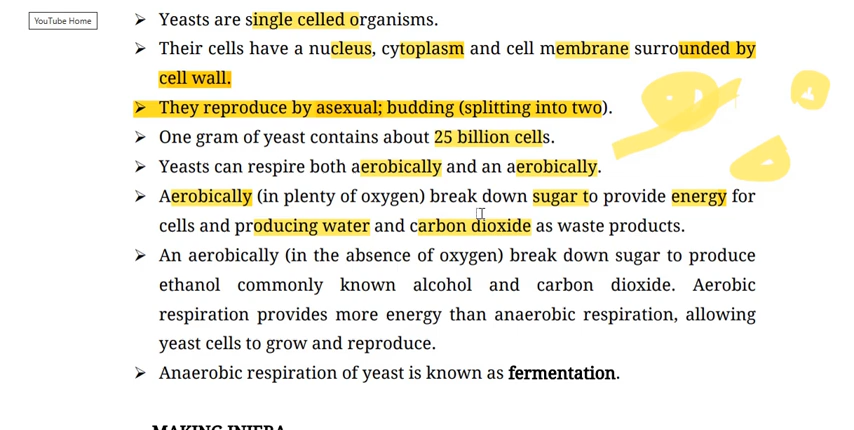 YouTube Home
➢ Yeasts are single celled organisms.
➢ Their cells have a nucleus, cytoplasm and cell membrane surrounded by
cell wall.
➢ They reproduce by asexual; budding (splitting into two).
➢ One gram of yeast contains about 25 billion cells.
➢ Yeasts can respire both aerobically and an aerobically.
➢ Aerobically (in plenty of oxygen) break down sugar to provide energy for
cells and producing water and carbon dioxide as waste products.
➢ An aerobically (in the absence of oxygen) break down sugar to produce
ethanol commonly known alcohol and carbon dioxide. Aerobic
respiration provides more energy than anaerobic respiration, allowing
yeast cells to grow and reproduce.
➢ Anaerobic respiration of yeast is known as fermentation.
MAKING INJERA